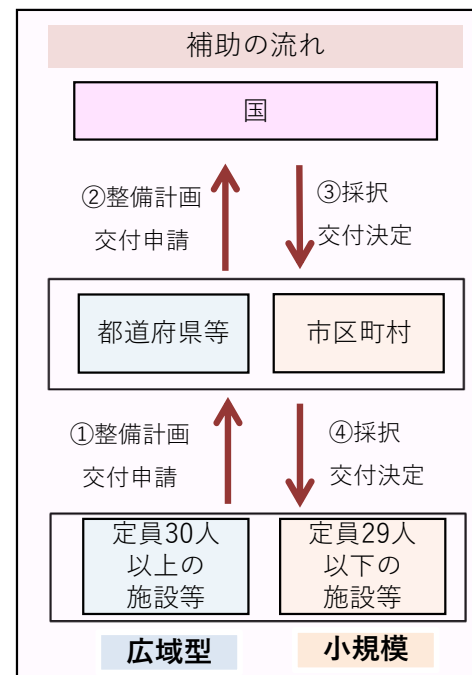 補助の流れ
国
②整備計画
交付申請
③採択
交付決定
都道府県等
市区町村
①整備計画
交付申請
④採択
交付決定
定員30人
以上の
施設等
定員29人
以下の
施設等
広域型
小規模